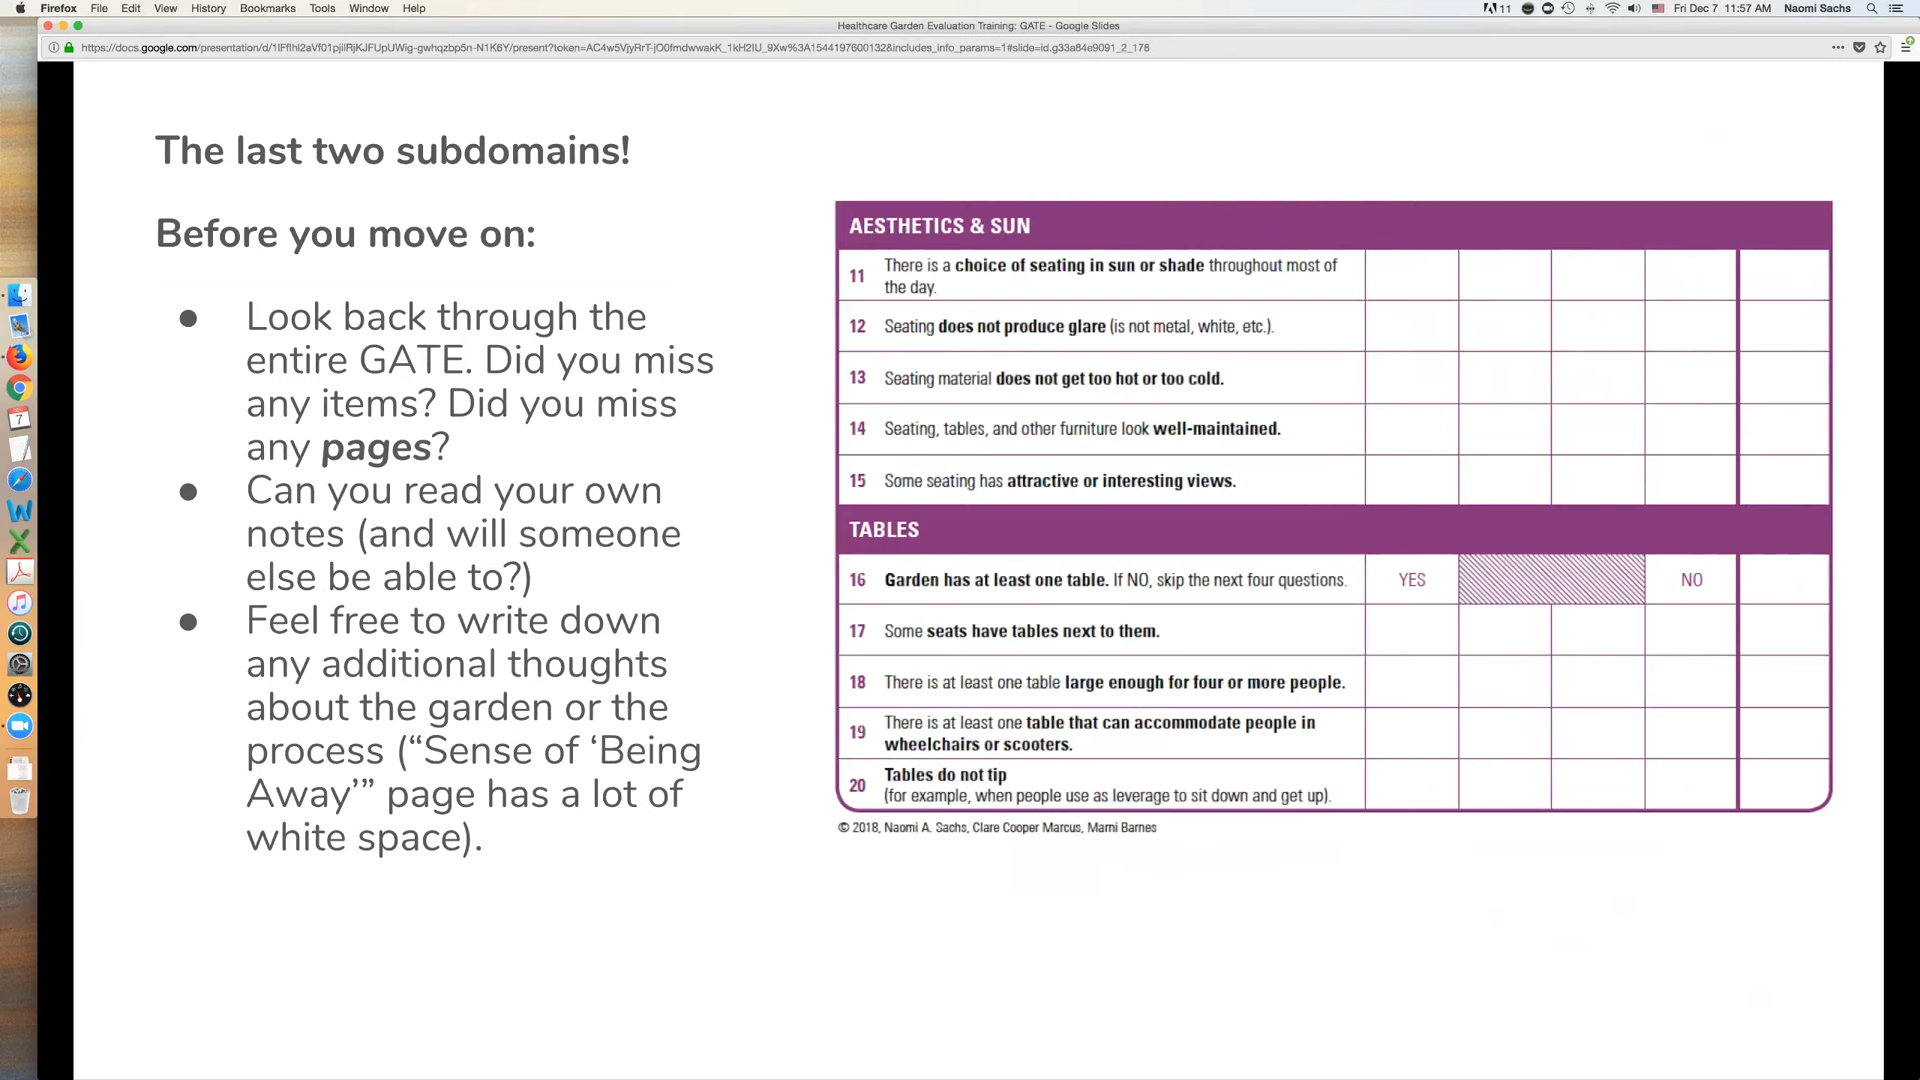 Firefox File Edit View History Bookmarks Tools Window Help
11 Fri Dec 7 11:57 AM Naomi Sachs
Healthcare Garden Evaluation Training: GATE - Google Slides
The last two subdomains!
Before you move on:
● Look back through the
entire GATE. Did you miss
any items? Did you miss
any pages?
● Can you read your own
notes (and will someone
else be able to?)
● Feel free to write down
any additional thoughts
about the garden or the
process (“Sense of ‘Being
Away’” page has a lot of
white space).
AESTHETICS & SUN
11 There is a choice of seating in sun or shade throughout most of
the day.
12 Seating does not produce glare (is not metal, white, etc.).
13 Seating material does not get too hot or too cold.
14 Seating, tables, and other furniture look well-maintained.
15 Some seating has attractive or interesting views.
TABLES
16 Garden has at least one table. If NO, skip the next four questions. YES NO
17 Some seats have tables next to them.
18 There is at least one table large enough for four or more people.
19 There is at least one table that can accommodate people in
wheelchairs or scooters.
20 Tables do not tip
(for example, when people use as leverage to sit down and get up).
© 2018, Naomi A. Sachs, Clare Cooper Marcus, Marni Barnes